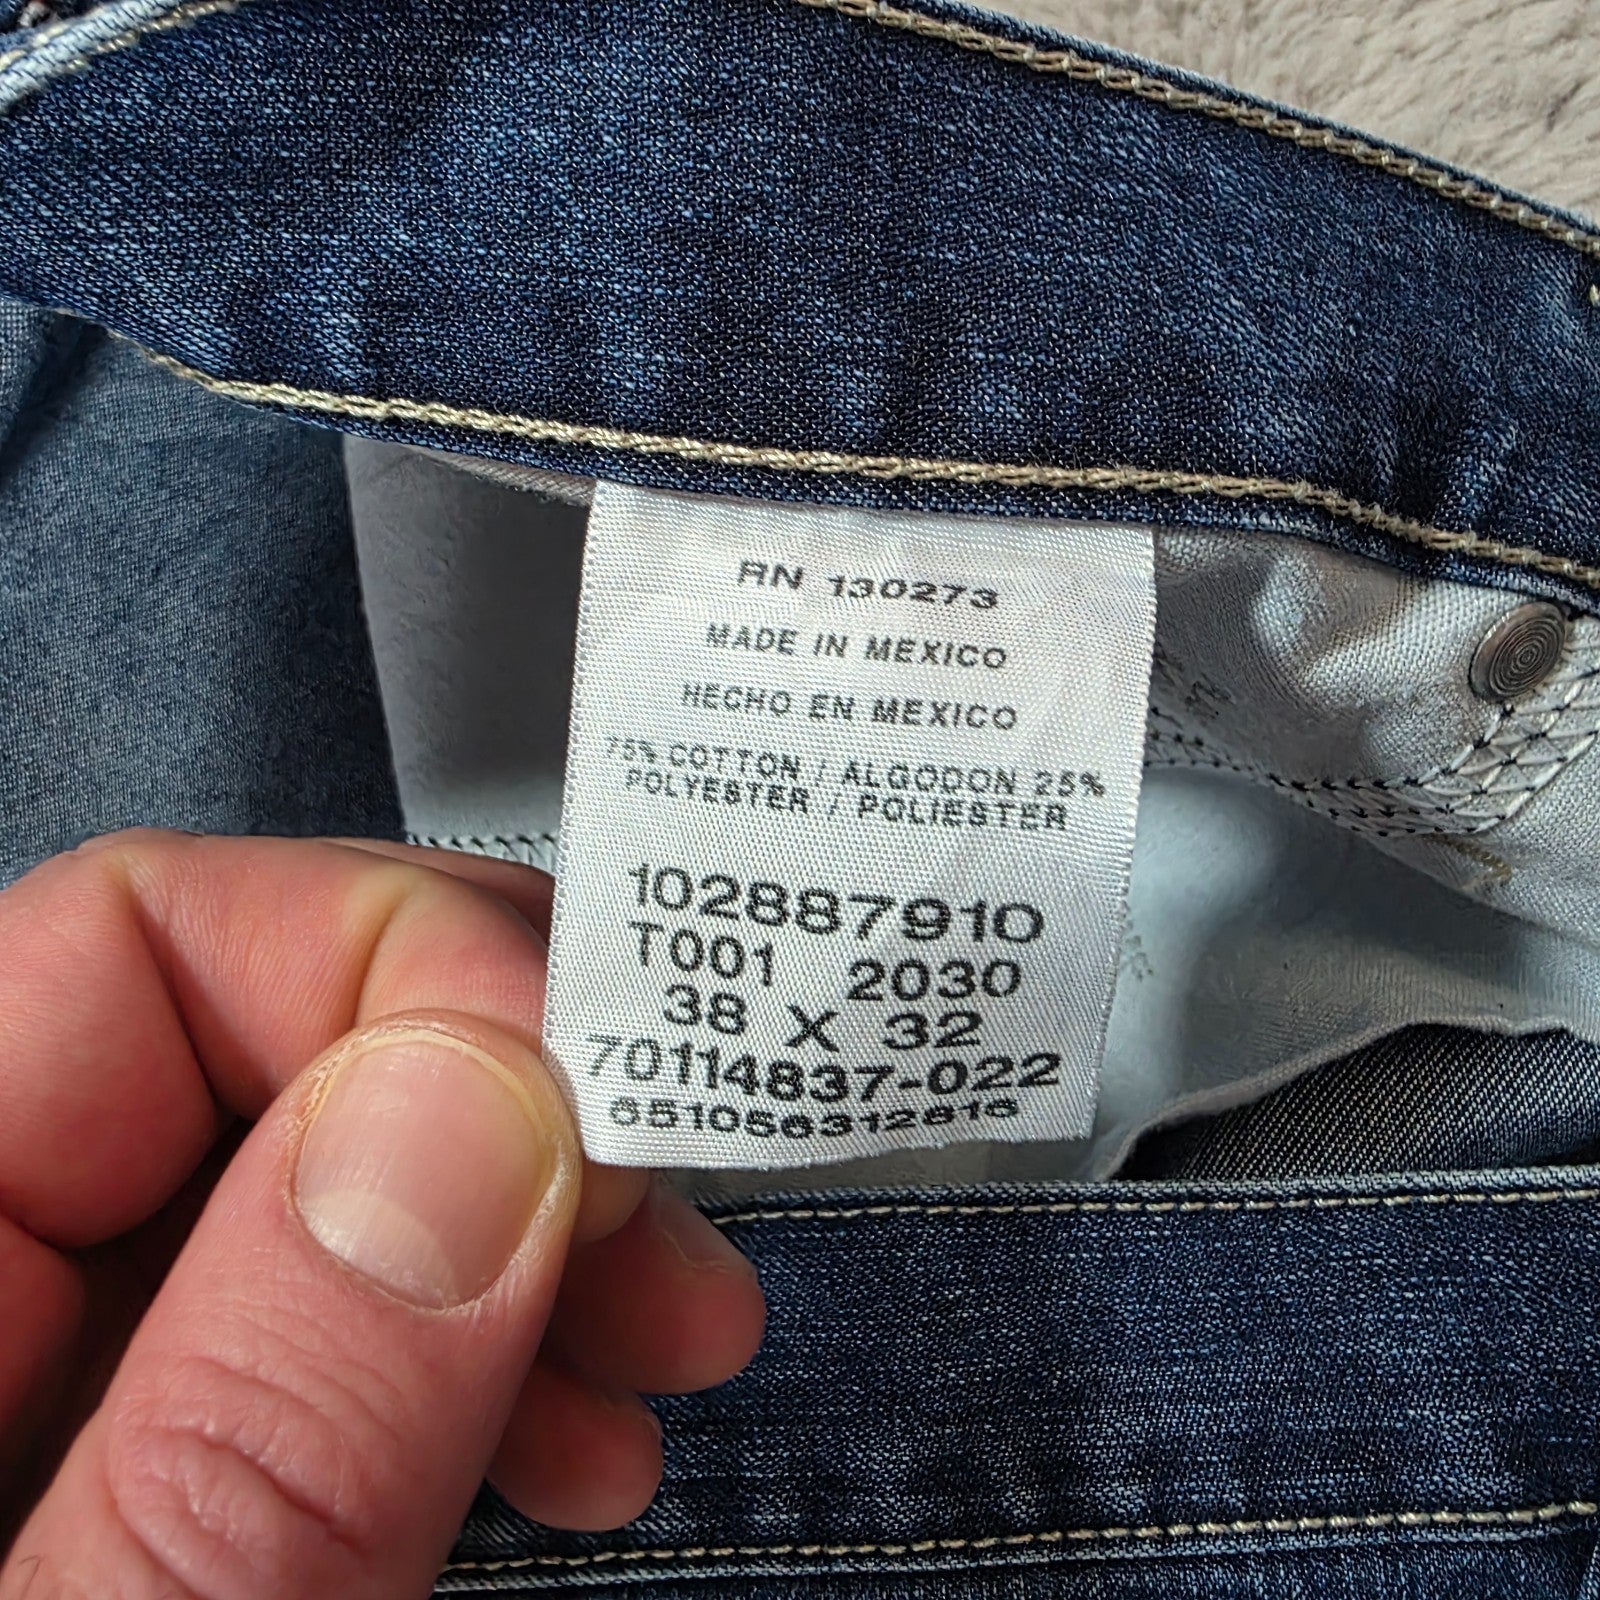 RN 130273
MADE IN MEXICO
HECHO EN MEXICO
75% COTTON / ALGODON 25%
POLYESTER / POLIESTER
102887910
T001 2030
38 X 32
70114837-022
651056312816